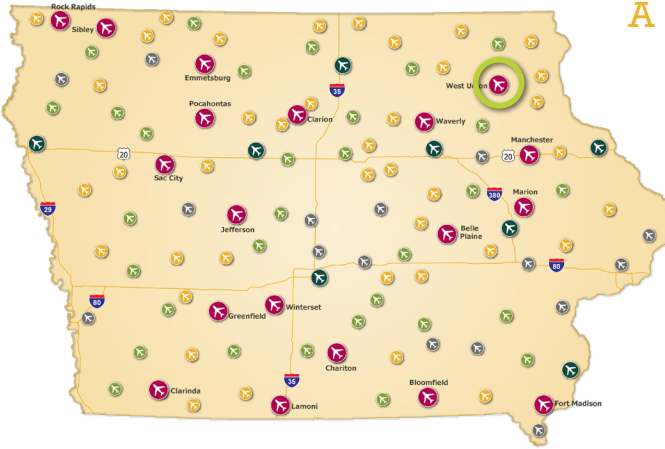 A
Rock Rapids
Sibley
Emmetsburg
35
West Union
Pocahontas
Clarion
Waverly
20
20
Manchester
Sac City
29
380
Marion
Jefferson
Belle
Plaine
80
80
Greenfield
Winterset
Chariton
35
Clarinda
Lamoni
Bloomfield
Fort Madison